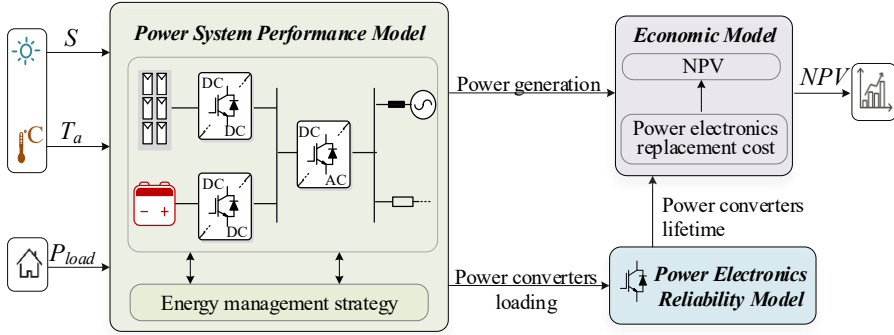 S
°C
T_a
P_load
Power System Performance Model
DC
DC
DC
DC
DC
AC
Energy management strategy
Power generation
Power converters
loading
Economic Model
NPV
Power electronics
replacement cost
NPV
Power converters
lifetime
Power Electronics
Reliability Model